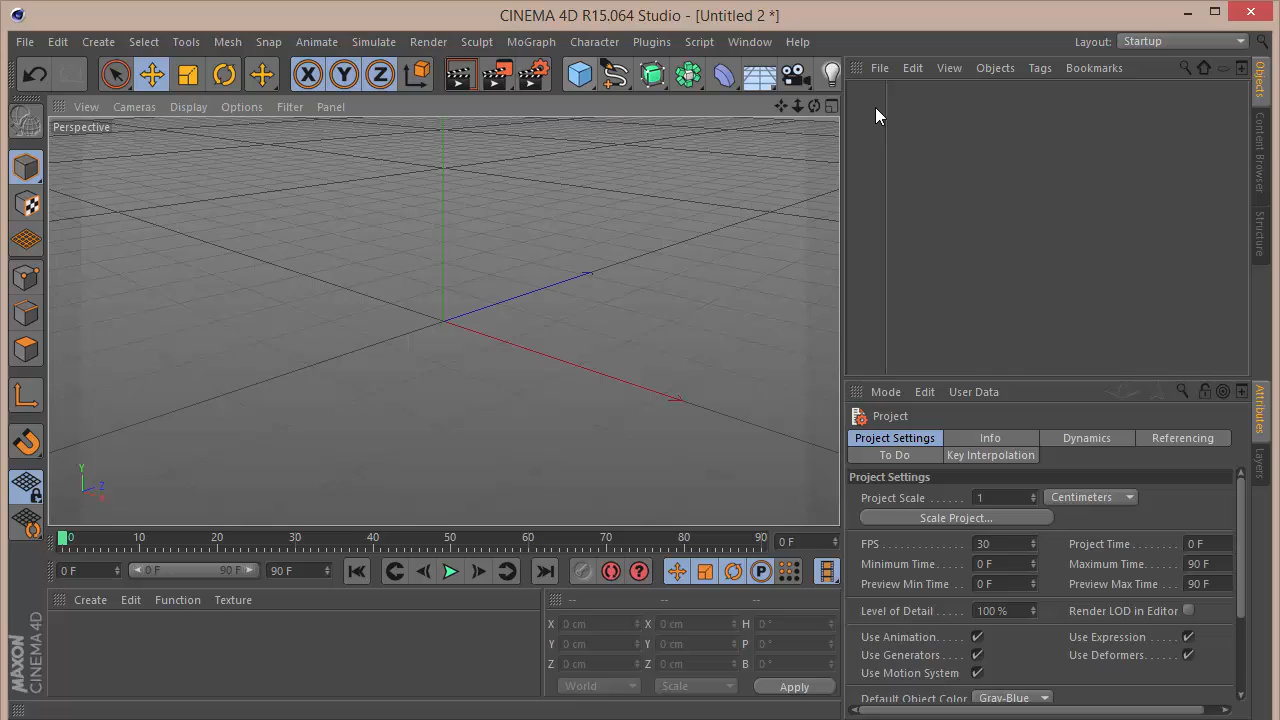 CINEMA 4D R15.064 Studio - [Untitled 2 *]
File Edit Create Select Tools Mesh Snap Animate Simulate Render Sculpt MoGraph Character Plugins Script Window Help Layout: Startup
X Y Z
File Edit View Objects Tags Bookmarks
View Cameras Display Options Filter Panel
Perspective
Y
Z
X
Objects
Content Browser
Structure
Mode Edit User Data
Project
Project Settings Info Dynamics Referencing
To Do Key Interpolation
Project Settings
Project Scale ...... 1 Centimeters
Scale Project...
FPS 30 Project Time 0 F
Minimum Time 0 F Maximum Time 90 F
Preview Min Time 0 F Preview Max Time 90 F
Level of Detail 100 % Render LOD in Editor
Use Animation Use Expression
Use Generators Use Deformers
Use Motion System
Default Object Color Gray-Blue
Attributes
Layers
0 10 20 30 40 50 60 70 80 90 0 F
0 F 0 F 90 F 90 F
P
Create Edit Function Texture
-- -- --
X 0 cm X 0 cm H 0 °
Y 0 cm Y 0 cm P 0 °
Z 0 cm Z 0 cm B 0 °
World Scale Apply
MAXON
CINEMA 4D